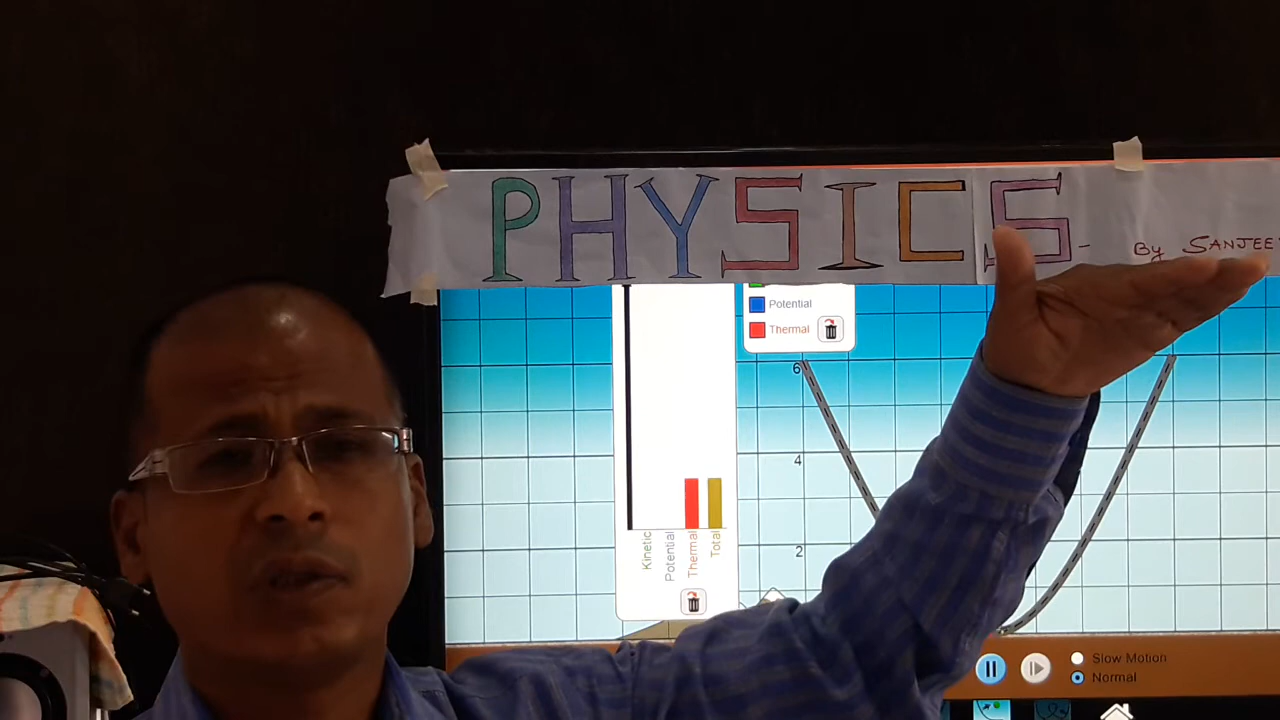 PHYSICS -
By SANJEE
Potential
Thermal
6
4
2
Kinetic
Potential
Thermal
Total
Slow Motion
Normal